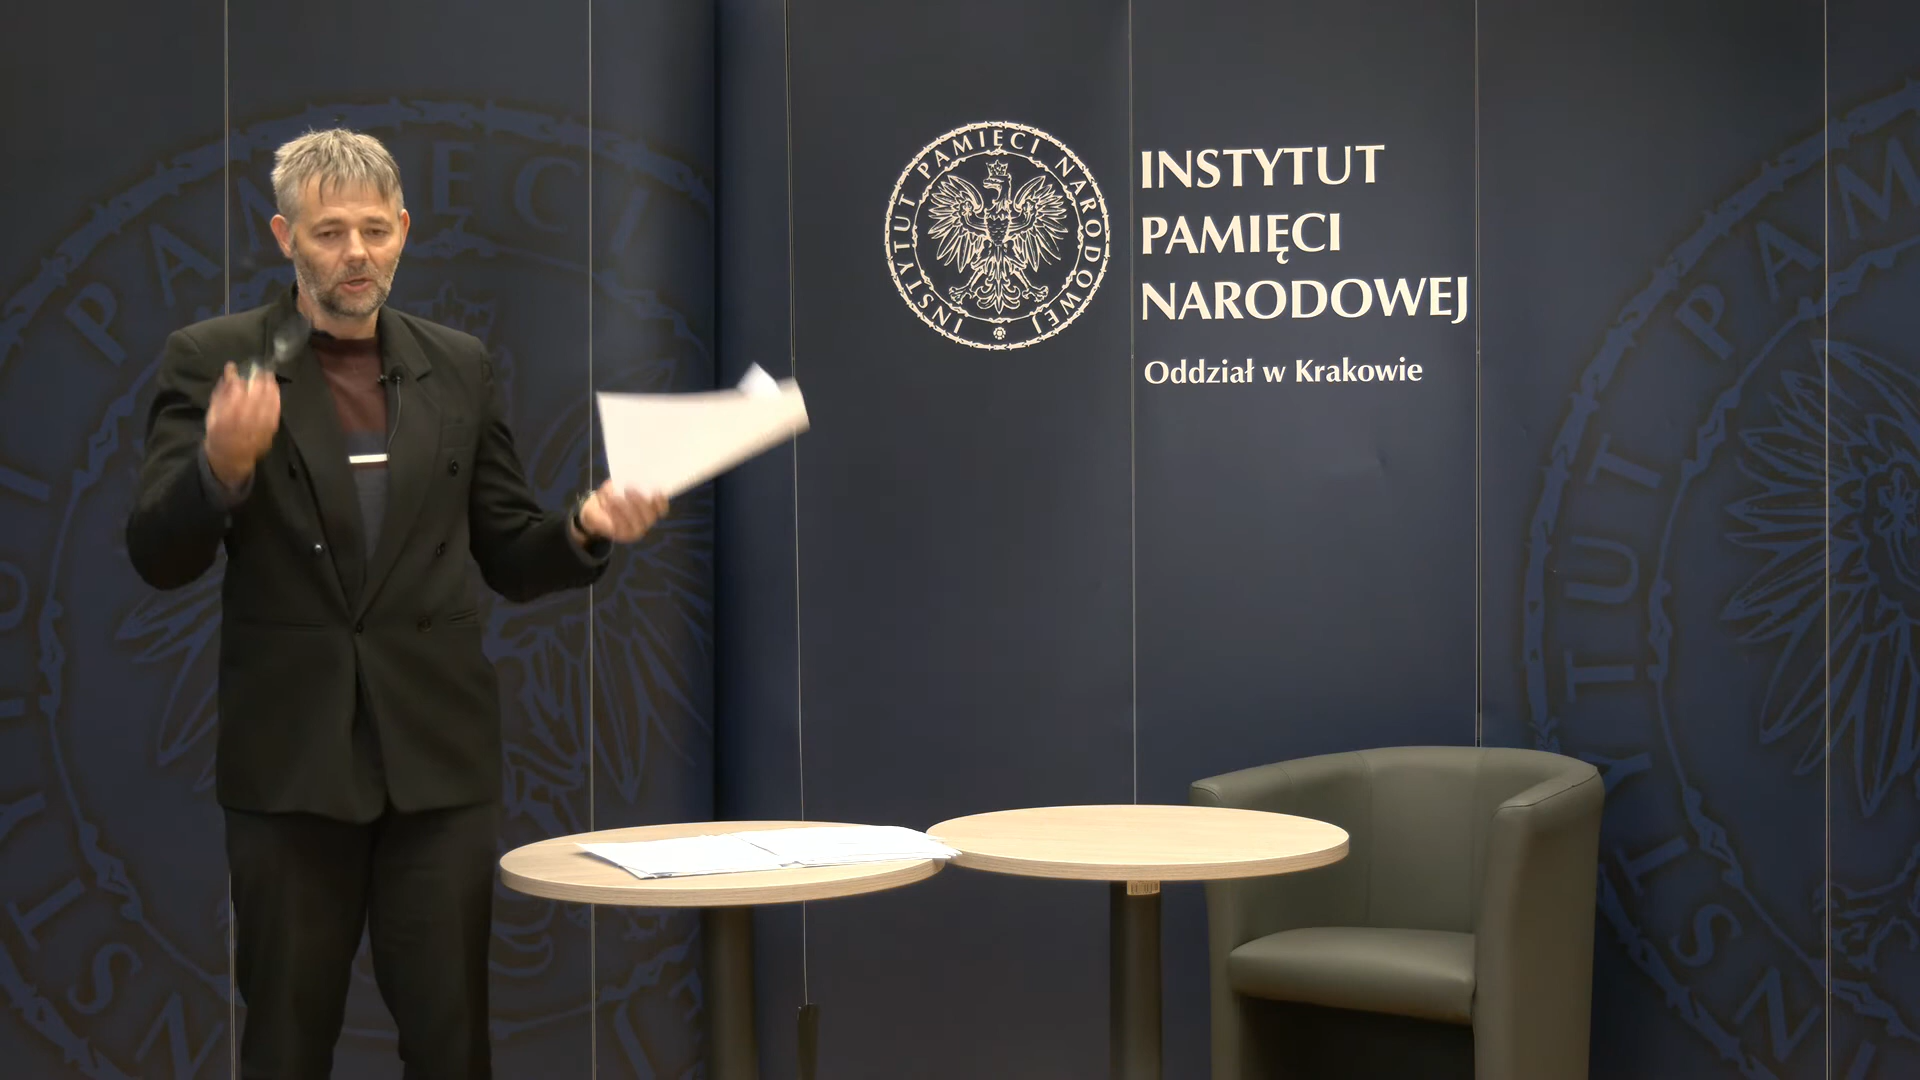 INSTYTUT PAMIĘCI NARODOWEJ
INSTYTUT
PAMIĘCI
NARODOWEJ
Oddział w Krakowie